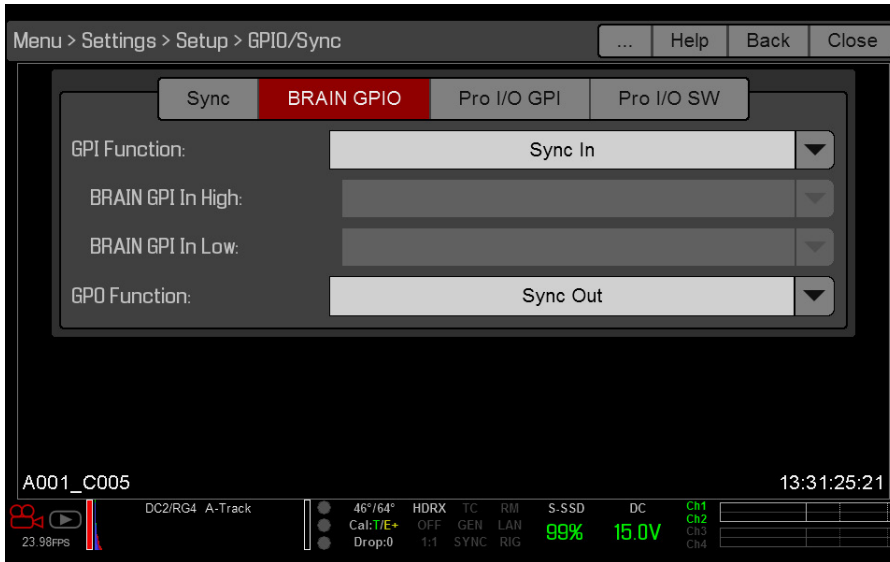 Menu > Settings > Setup > GPIO/Sync ... Help Back Close
Sync BRAIN GPIO Pro I/O GPI Pro I/O SW
GPI Function: Sync In
BRAIN GPI In High:
BRAIN GPI In Low:
GPO Function: Sync Out
A001_C005 13:31:25:21
DC2/RG4 A-Track 46°/64° HDRX TC RM S-SSD DC Ch1
Cal:T/E+ OFF GEN LAN 99% 15.0V Ch2
23.98FPS Drop:0 1:1 SYNC RIG Ch3
Ch4